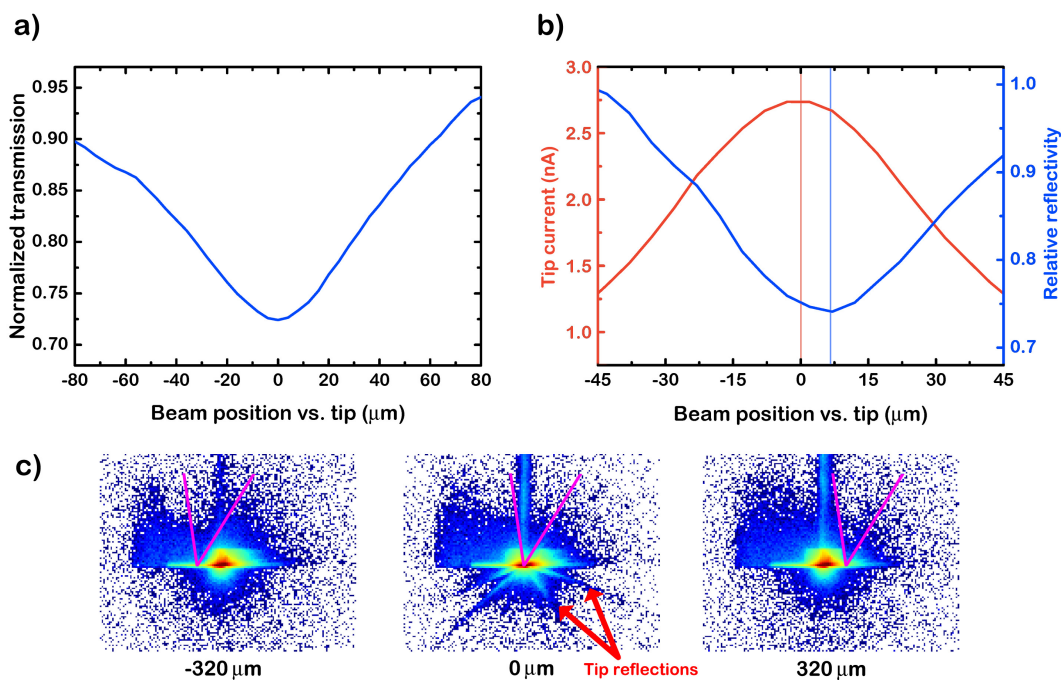 a)
Normalized transmission
0.95
0.90
0.85
0.80
0.75
0.70
-80 -60 -40 -20 0 20 40 60 80
Beam position vs. tip (μm)
b)
Tip current (nA)
3.0
2.5
2.0
1.5
1.0
1.0
0.9
0.8
0.7
Relative reflectivity
-45 -30 -15 0 15 30 45
Beam position vs. tip (μm)
c)
Tip reflections
-320 μm
0 μm
320 μm